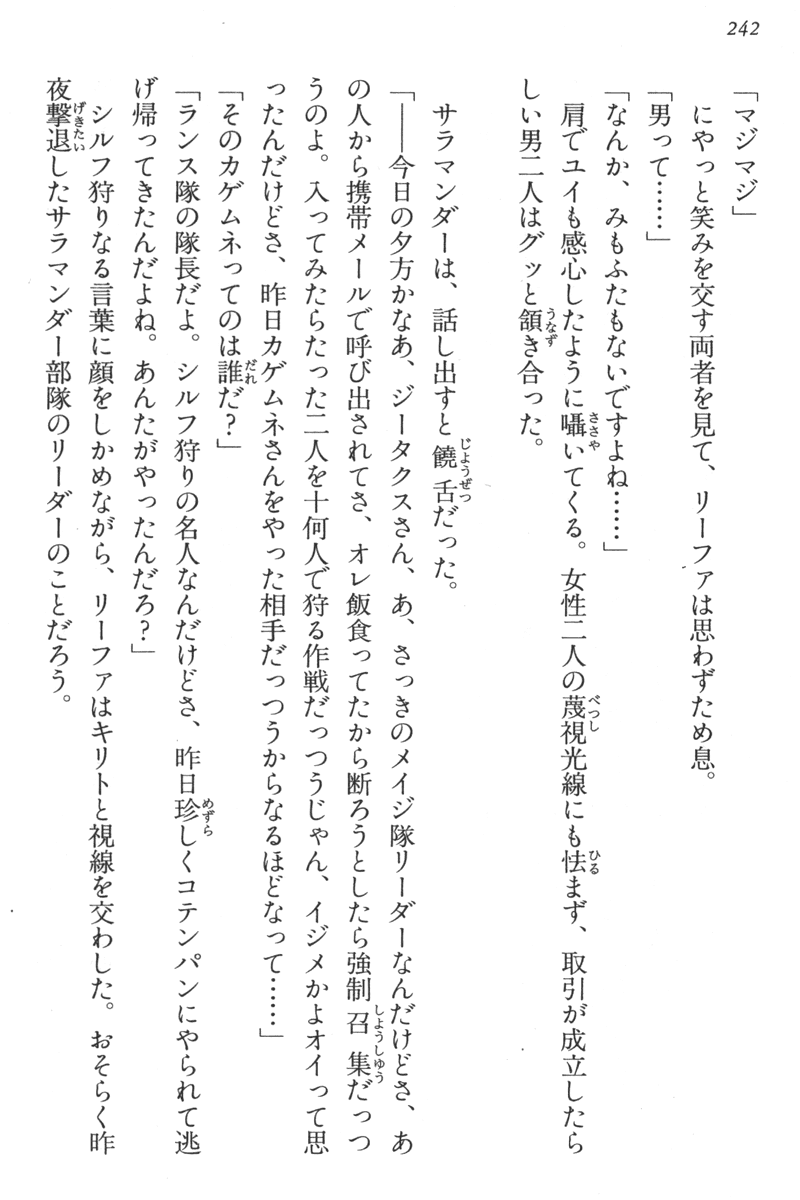 242
「マジマジ」
　にやっと笑みを交す両者を見て、リーファは思わずため息。
「男って……」
「なんか、みもふたもないですよね……」
　肩でユイも感心したように囁いてくる。女性二人の蔑視光線にも怯まず、取引が成立したら
しい男二人はグッと頷き合った。

　サラマンダーは、話し出すと饒舌だった。
「――今日の夕方かなあ、ジータクスさん、あ、さっきのメイジ隊リーダーなんだけどさ、あ
の人から携帯メールで呼び出されてさ、オレ飯食ってたから断ろうとしたら強制召集だっつ
うのよ。入ってみたらたった二人を十何人で狩る作戦だっつうじゃん、イジメかよオイって思
ったんだけどさ、昨日カゲムネさんをやった相手だっつうからなるほどなって……」
「そのカゲムネってのは誰だ？」
「ランス隊の隊長だよ。シルフ狩りの名人なんだけどさ、昨日珍しくコテンパンにやられて逃
げ帰ってきたんだよね。あんたがやったんだろ？」
　シルフ狩りなる言葉に顔をしかめながら、リーファはキリトと視線を交わした。おそらく昨
夜撃退したサラマンダー部隊のリーダーのことだろう。